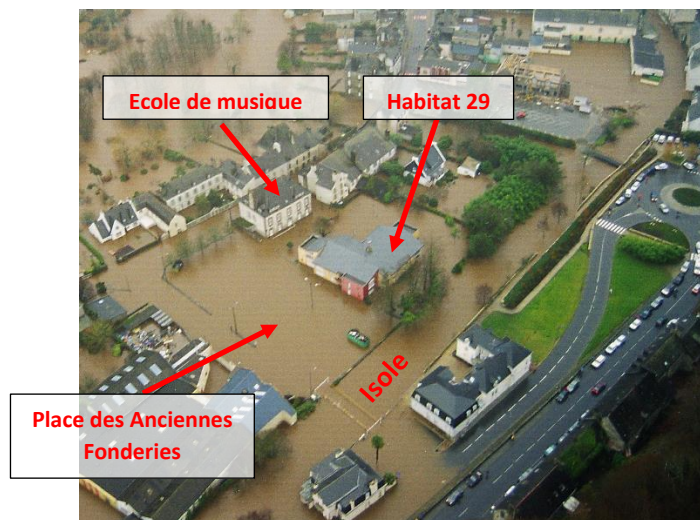 Ecole de musique
Habitat 29
Isole
Place des Anciennes
Fonderies